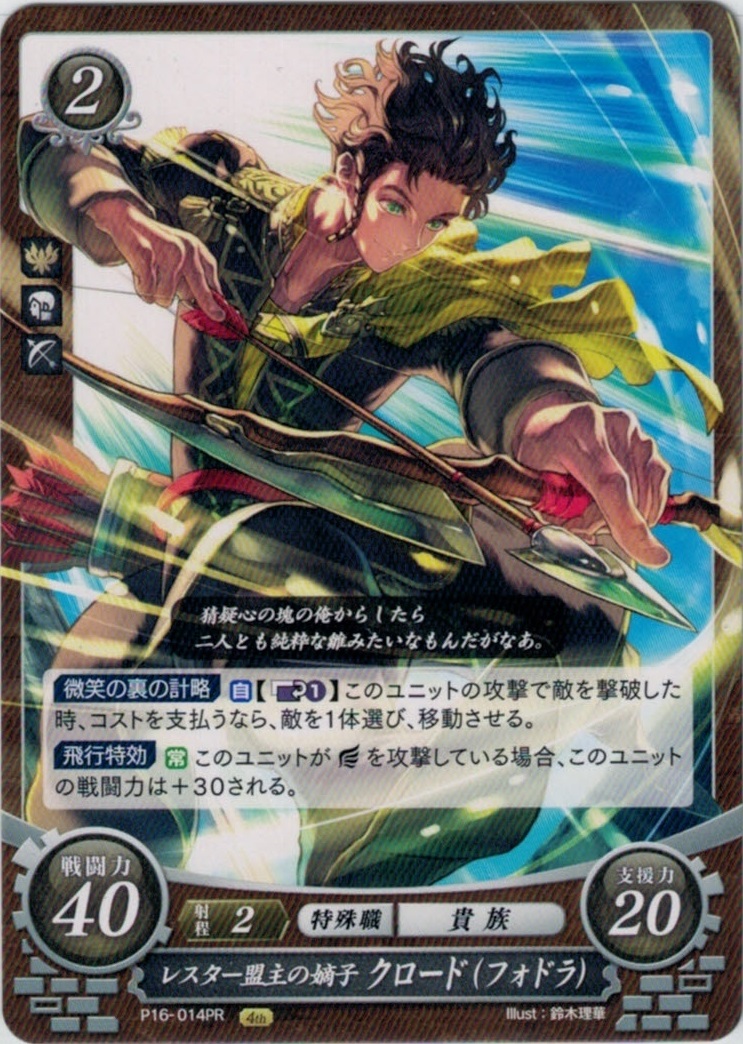 2
猜疑心の塊の俺からしたら
二人とも純粋な雛みたいなもんだがなあ。
微笑の裏の計略 自【1】このユニットの攻撃で敵を撃破した
時、コストを支払うなら、敵を1体選び、移動させる。
飛行特効 常 このユニットが を攻撃している場合、このユニット
の戦闘力は+30される。
戦闘力
40
射程 2
特殊職
貴族
支援力
20
レスター盟主の嫡子 クロード(フォドラ)
P16-014PR 4th
Illust:鈴木理華